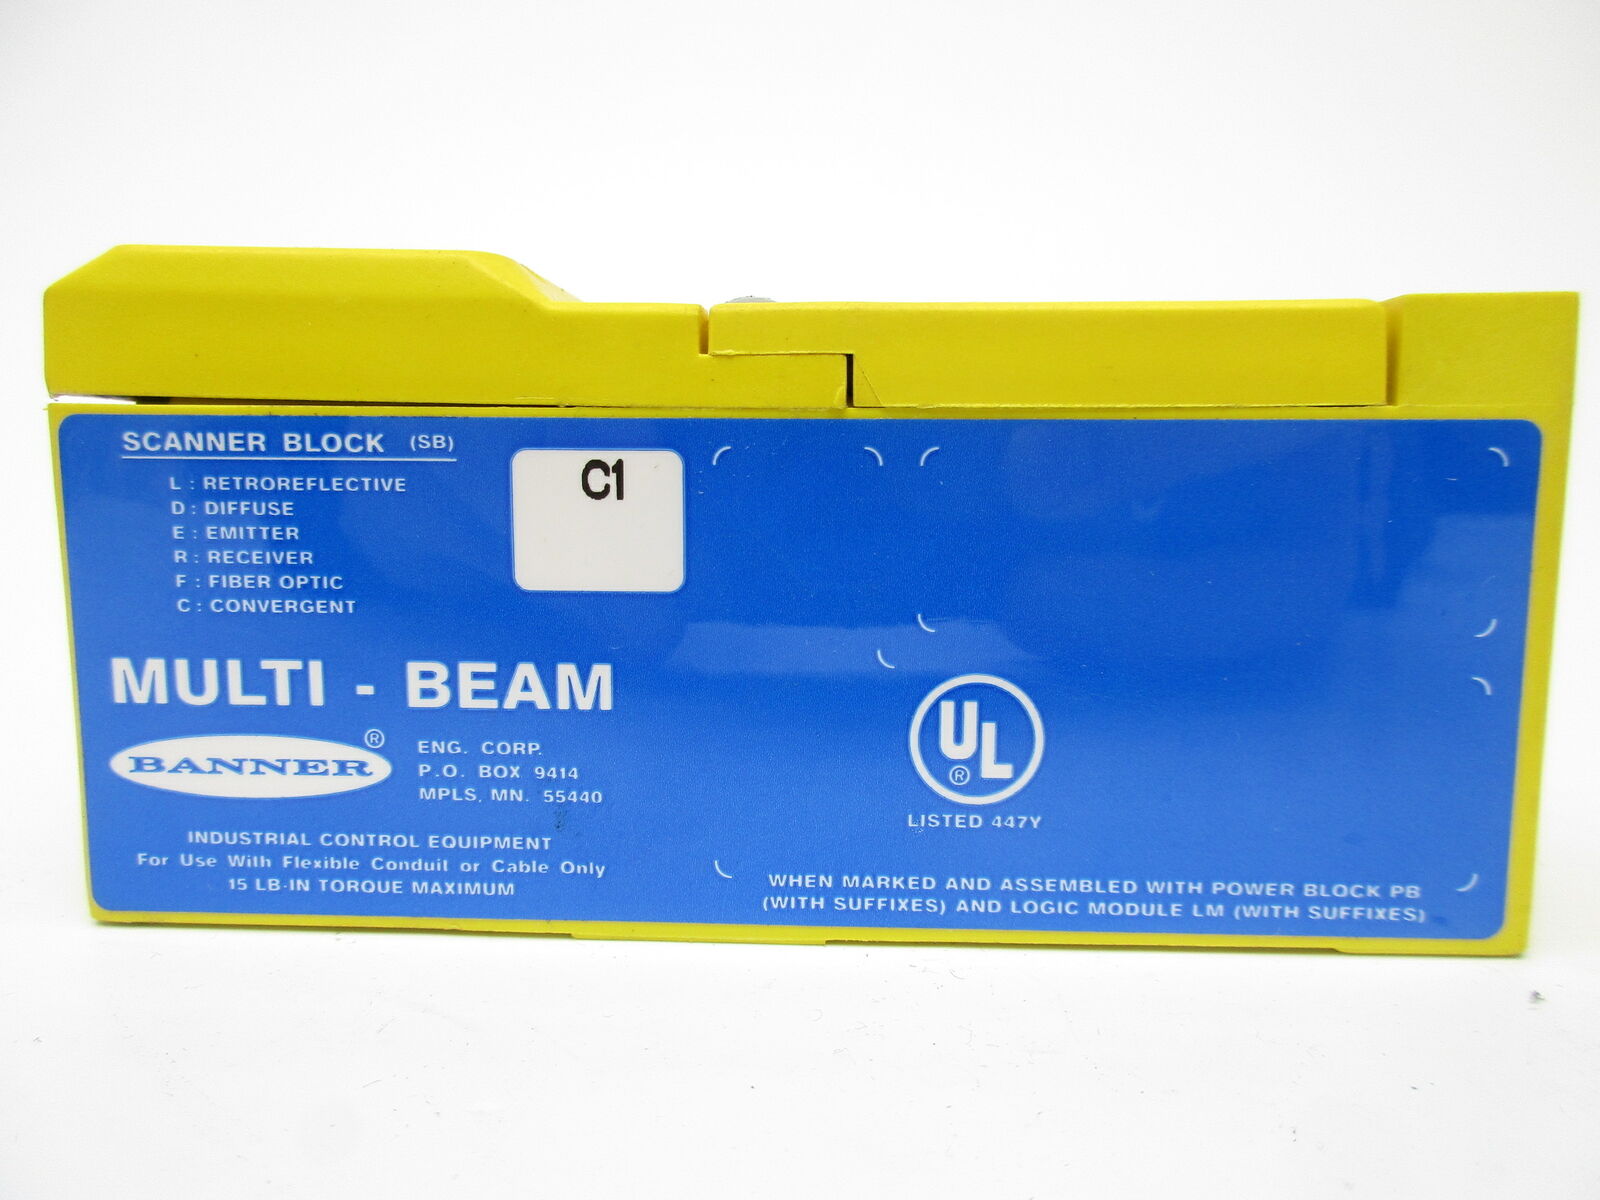 SCANNER BLOCK (SB)
L : RETROREFLECTIVE
D : DIFFUSE
E : EMITTER
R : RECEIVER
F : FIBER OPTIC
C : CONVERGENT
C1
MULTI - BEAM
BANNER ®
ENG. CORP.
P.O. BOX 9414
MPLS, MN. 55440
INDUSTRIAL CONTROL EQUIPMENT
For Use With Flexible Conduit or Cable Only
15 LB-IN TORQUE MAXIMUM
UL ®
LISTED 447Y
WHEN MARKED AND ASSEMBLED WITH POWER BLOCK PB
(WITH SUFFIXES) AND LOGIC MODULE LM (WITH SUFFIXES)